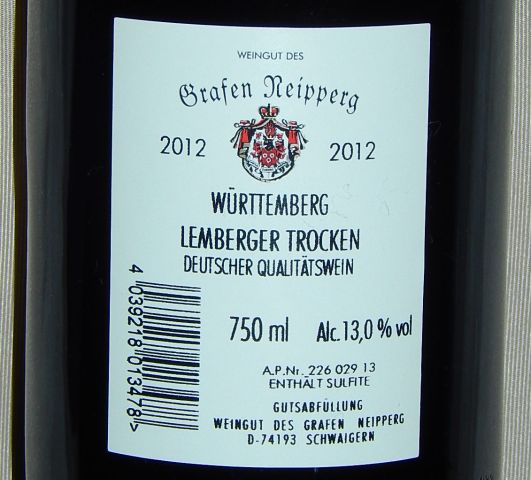 WEINGUT DES
Grafen Neipperg
2012 2012
WÜRTTEMBERG
LEMBERGER TROCKEN
DEUTSCHER QUALITÄTSWEIN
750 ml Alc.13,0 % vol
4 039218 013478>
A.P.Nr. 226 029 13
ENTHÄLT SULFITE
GUTSABFÜLLUNG
WEINGUT DES GRAFEN NEIPPERG
D-74193 SCHWAIGERN